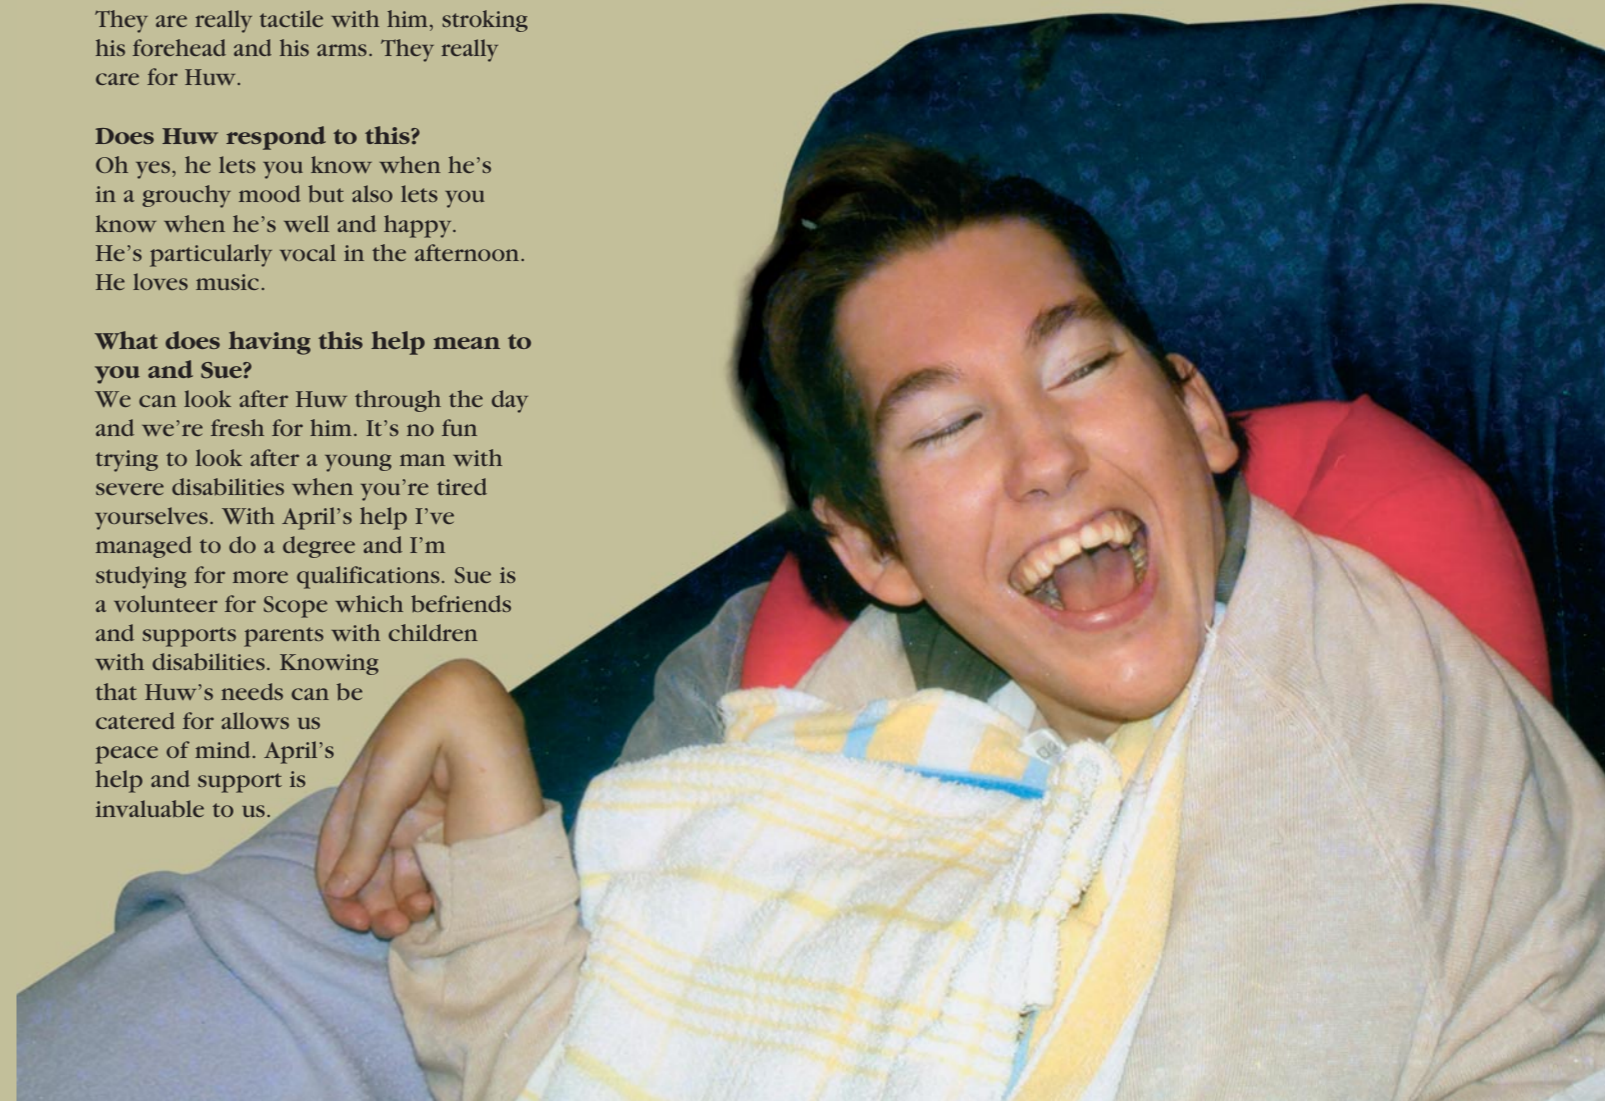 They are really tactile with him, stroking
his forehead and his arms. They really
care for Huw.
Does Huw respond to this?
Oh yes, he lets you know when he's
in a grouchy mood but also lets you
know when he's well and happy.
He's particularly vocal in the afternoon.
He loves music.
What does having this help mean to
you and Sue?
We can look after Huw through the day
and we're fresh for him. It's no fun
trying to look after a young man with
severe disabilities when you're tired
yourselves. With April's help I've
managed to do a degree and I'm
studying for more qualifications. Sue is
a volunteer for Scope which befriends
and supports parents with children
with disabilities. Knowing
that Huw's needs can be
catered for allows us
peace of mind. April's
help and support is
invaluable to us.